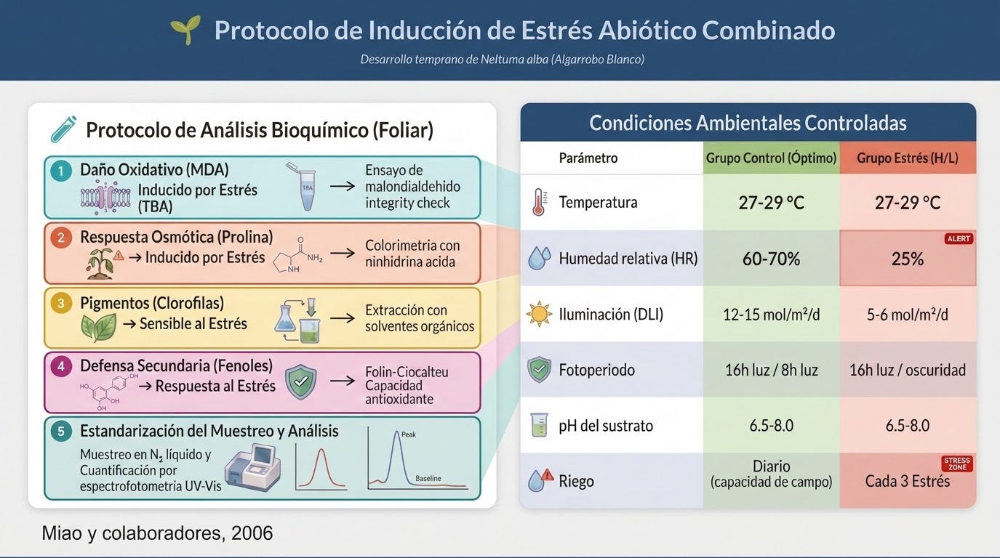 Protocolo de Inducción de Estrés Abiótico Combinado
Desarrollo temprano de Neltuma alba (Algarrobo Blanco)
Protocolo de Análisis Bioquímico (Foliar)
1
Daño Oxidativo (MDA)
Inducido por Estrés
(TBA)
TBA
Ensayo de
malondialdehido
integrity check
2
Respuesta Osmótica (Prolina)
→ Inducido por Estrés
O
NH₂
NH
Colorimetria con
ninhidrina acida
3
Pigmentos (Clorofilas)
→ Sensible al Estrés
Extracción con
solventes orgánicos
4
Defensa Secundaria (Fenoles)
→ Respuesta al Estrés
OH
HO
OH
OH
Folin-Ciocalteu
Capacidad
antioxidante
5
Estandarización del Muestreo y Análisis
Muestreo en N₂ líquido y
Cuantificación por
espectrofotometría UV-Vis
Peak
Baseline
Condiciones Ambientales Controladas
Parámetro Grupo Control (Óptimo) Grupo Estrés (H/L)
Temperatura 27-29 °C 27-29 °C
ALERT
Humedad relativa (HR) 60-70% 25%
Iluminación (DLI) 12-15 mol/m²/d 5-6 mol/m²/d
Fotoperiodo 16h luz / 8h luz 16h luz / oscuridad
pH del sustrato 6.5-8.0 6.5-8.0
STRESS
ZONE
Riego Diario
(capacidad de campo) Cada 3 Estrés
Miao y colaboradores, 2006